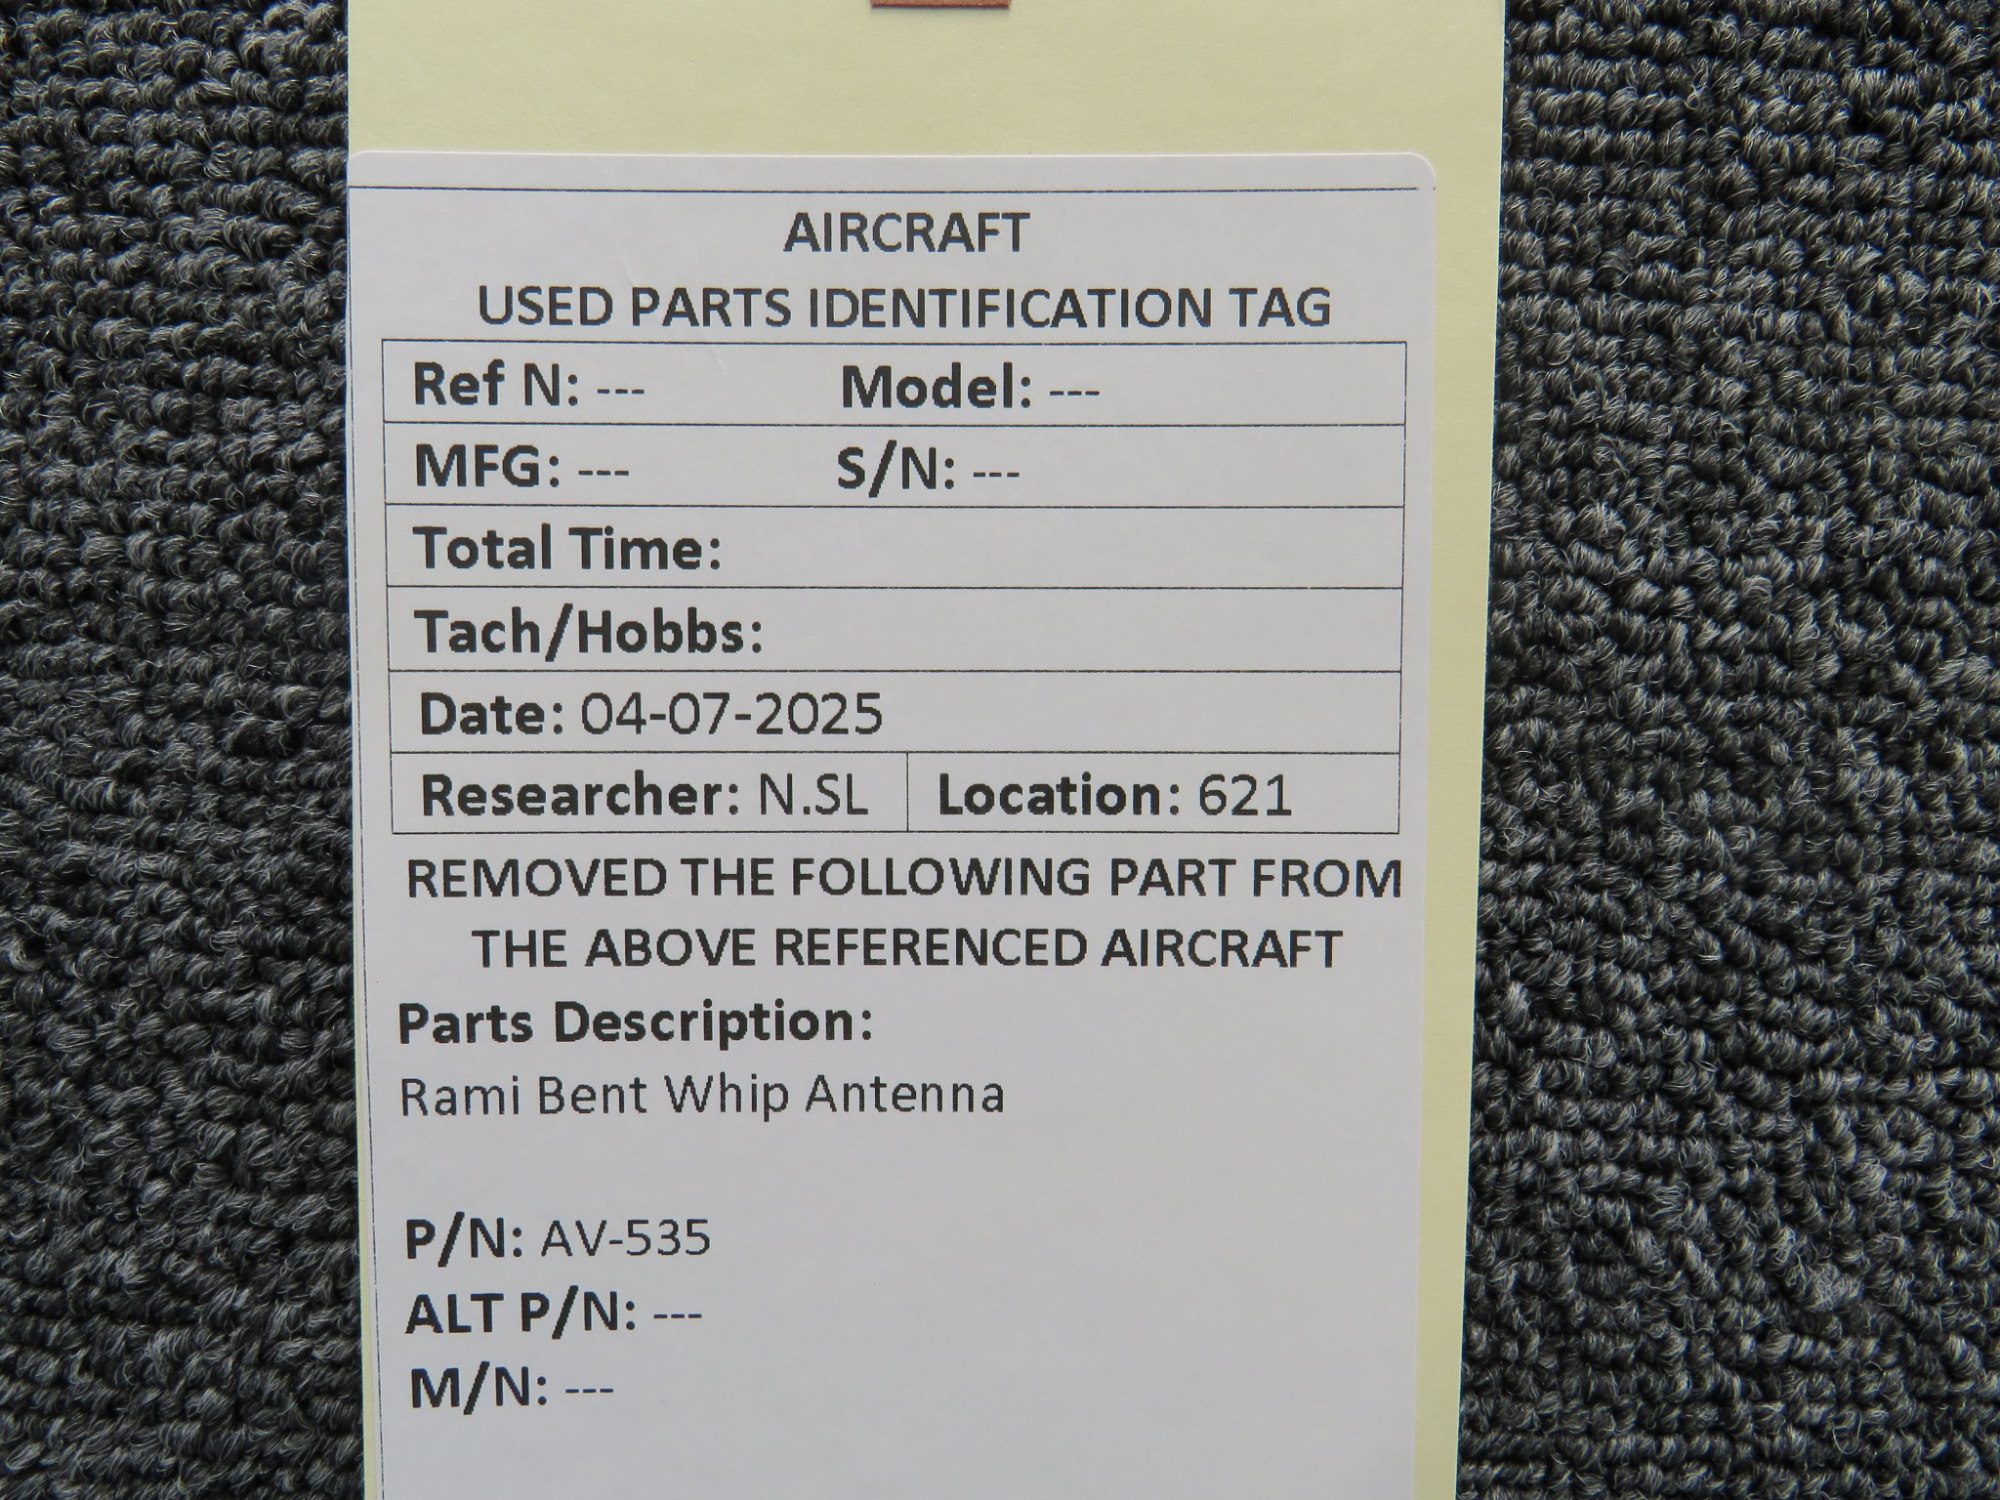 AIRCRAFT
USED PARTS IDENTIFICATION TAG
Ref N: --- Model: ---
MFG: --- S/N: ---
Total Time:
Tach/Hobbs:
Date: 04-07-2025
Researcher: N.SL Location: 621
REMOVED THE FOLLOWING PART FROM
THE ABOVE REFERENCED AIRCRAFT
Parts Description:
Rami Bent Whip Antenna
P/N: AV-535
ALT P/N: ---
M/N: ---